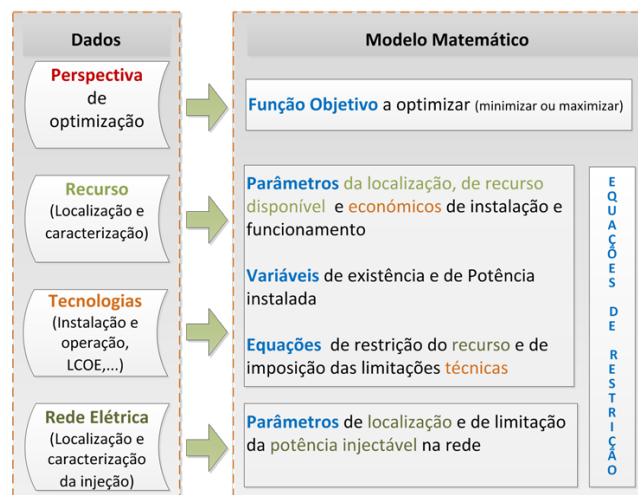 Dados
Perspectiva
de
optimização
Recurso
(Localização e
caracterização)
Tecnologias
(Instalação e
operação,
LCOE,...)
Rede Elétrica
(Localização e
caracterização
da injeção)
Modelo Matemático
Função Objetivo a optimizar (minimizar ou maximizar)
Parâmetros da localização, de recurso
disponível e económicos de instalação e
funcionamento
Variáveis de existência e de Potência
instalada
Equações de restrição do recurso e de
imposição das limitações técnicas
Parâmetros de localização e de limitação
da potência injectável na rede
EQUAÇÕES DE RESTRIÇÃO